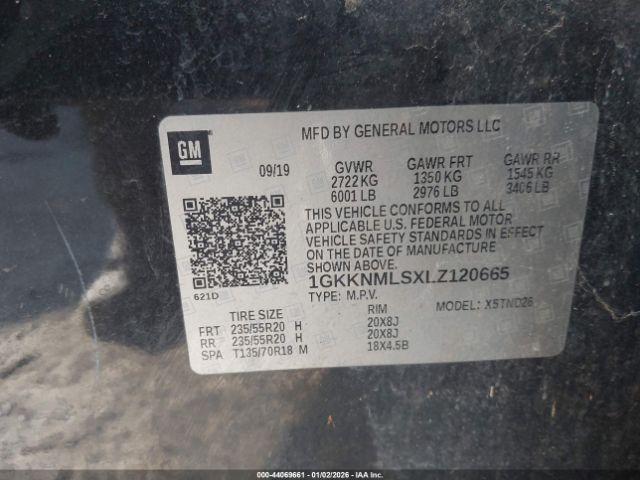 GM
MFD BY GENERAL MOTORS LLC
09/19 GVWR GAWR FRT GAWR RR
2722 KG 1350 KG 1545 KG
6001 LB 2976 LB 3406 LB
THIS VEHICLE CONFORMS TO ALL
APPLICABLE U.S. FEDERAL MOTOR
VEHICLE SAFETY STANDARDS IN EFFECT
ON THE DATE OF MANUFACTURE
SHOWN ABOVE.
1GKKNMLSXLZ120665
621D
TYPE: M.P.V. MODEL: X5TND26
TIRE SIZE RIM
FRT 235/55R20 H 20X8J
RR 235/55R20 H 20X8J
SPA T135/70R18 M 18X4.5B
000-44069661 - 01/02/2026 - IAAI, Inc.